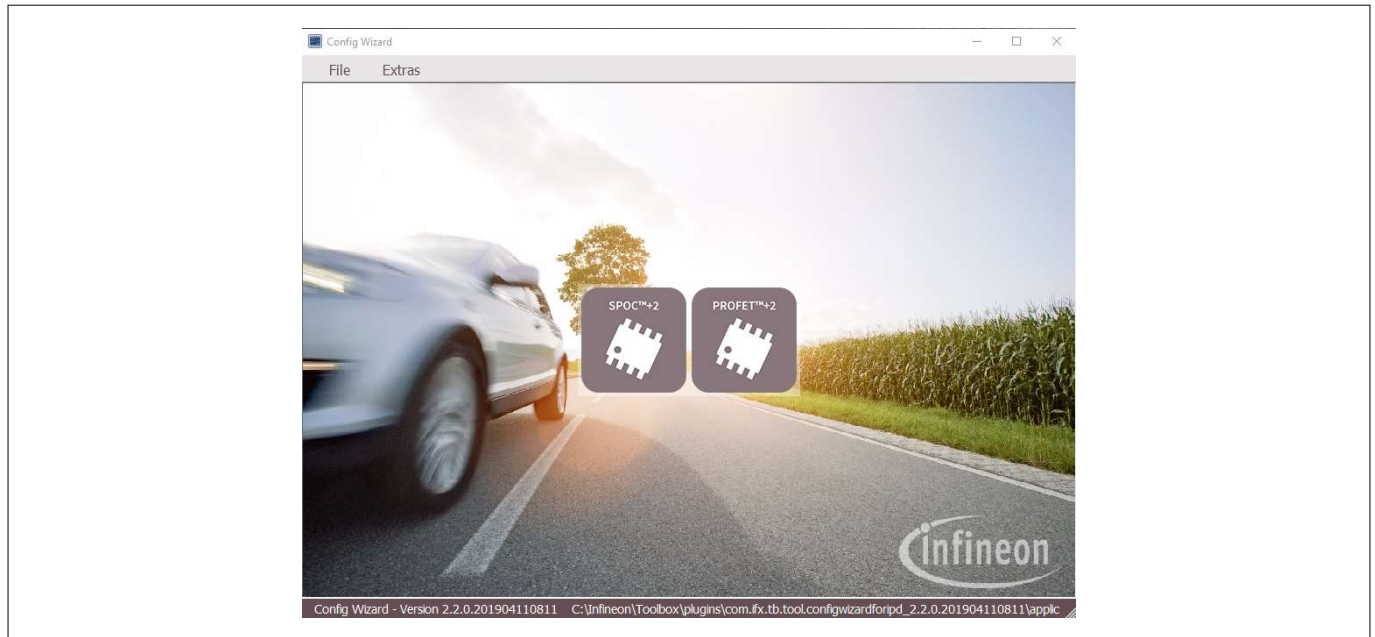 Config Wizard
File Extras
SPOC™+2 PROFET™+2
infineon
Config Wizard - Version 2.2.0.201904110811 C:\Infineon\Toolbox\plugins\com.ifx.tb.tool.configwizardforipd_2.2.0.201904110811\applic